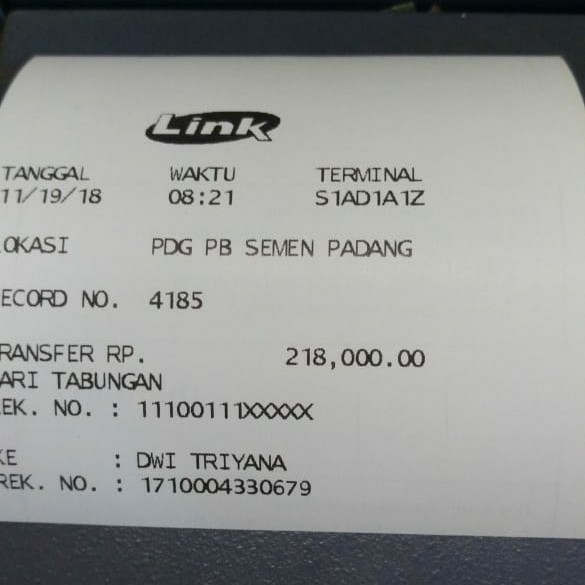 Link
TANGGAL WAKTU TERMINAL
11/19/18 08:21 S1AD1A1Z
OKASI PDG PB SEMEN PADANG
ECORD NO. 4185
RANSFER RP. 218,000.00
ARI TABUNGAN
EK. NO. : 11100111XXXXX
KE : DWI TRIYANA
REK. NO. : 1710004330679